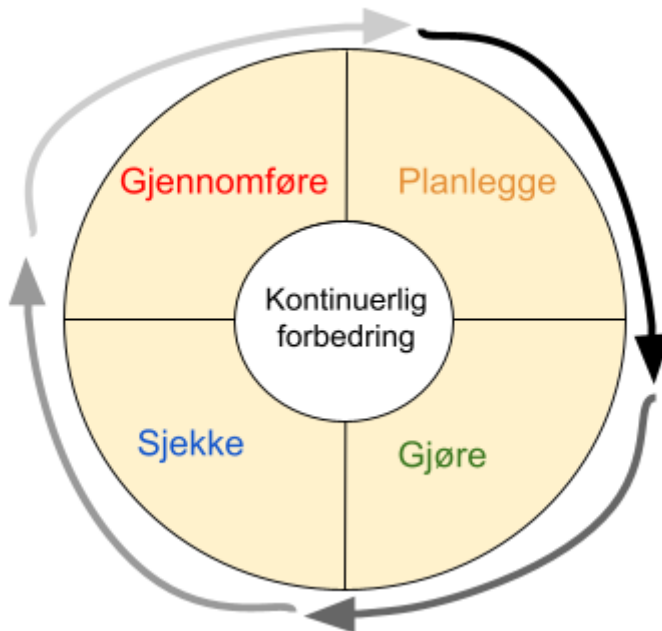 Gjennomføre
Planlegge
Kontinuerlig
forbedring
Sjekke
Gjøre